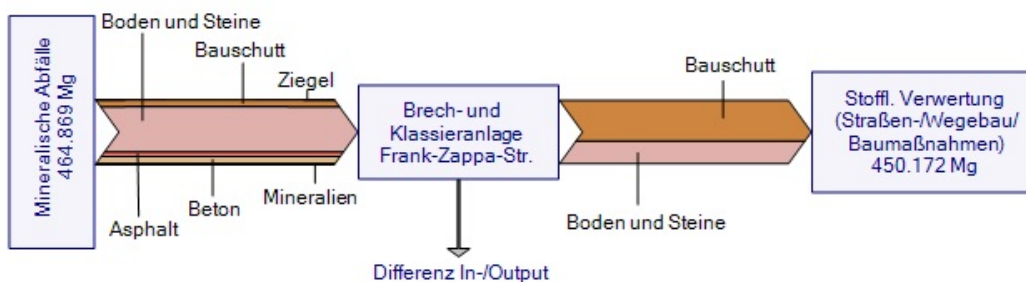 Mineralische Abfälle
464.869 Mg
Boden und Steine
Bauschutt
Ziegel
Asphalt
Beton
Mineralien
Brech- und
Klassieranlage
Frank-Zappa-Str.
Differenz In-/Output
Bauschutt
Boden und Steine
Stoffl. Verwertung
(Straßen-/Wegebau/
Baumaßnahmen)
450.172 Mg